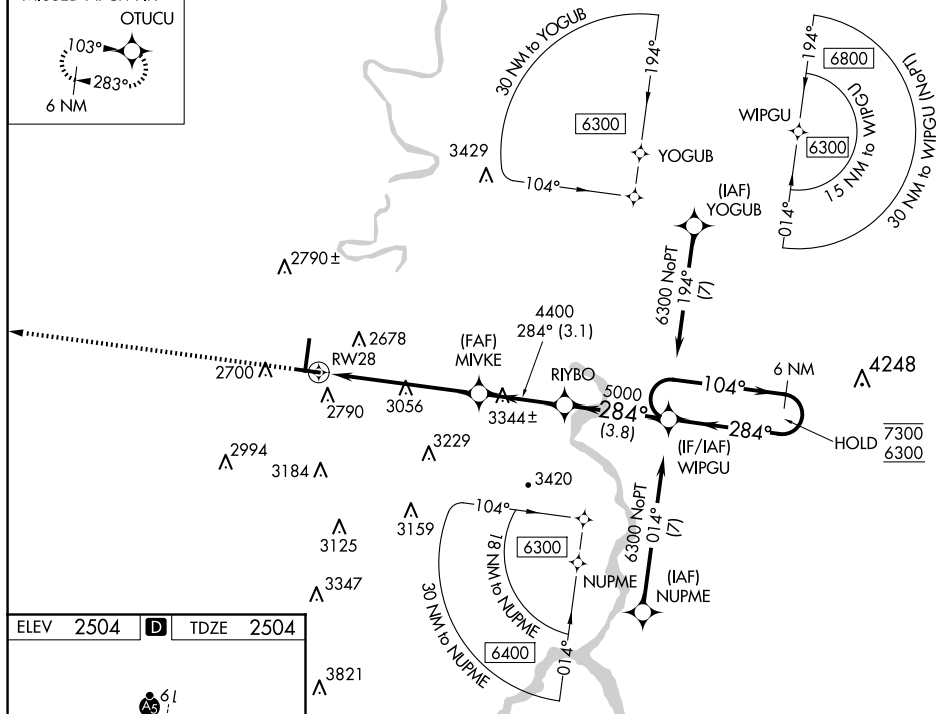 OTUCU
103°
283°
6 NM
30 NM to YOGUB
194°
6300
YOGUB
104°
3429
194°
6800
WIPGU
6300
15 NM to WIPGU
30 NM to WIPGU (NoPT)
014°
(IAF)
YOGUB
6300 NoPT
194°
(7)
2790 ±
4400
284° (3.1)
2678
(FAF)
MIVKE
RW28
2700
2790
3056
3344 ±
RIYBO
5000
284°
(3.8)
104°
6 NM
4248
284°
(IF/IAF)
WIPGU
HOLD
7300
6300
2994
3184
3229
3420
3159
3125
3347
104°
6300
18 NM to NUPME
NUPME
30 NM to NUPME
6400
014°
6300 NoPT
014°
(7)
(IAF)
NUPME
3821
ELEV 2504 D TDZE 2504
A5